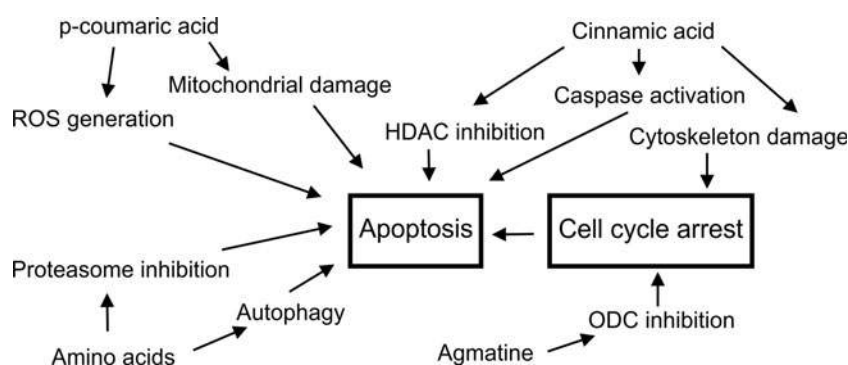 p-coumaric acid
Cinnamic acid
Mitochondrial damage
Caspase activation
ROS generation
HDAC inhibition
Cytoskeleton damage
Apoptosis
Cell cycle arrest
Proteasome inhibition
Autophagy
ODC inhibition
Amino acids
Agmatine